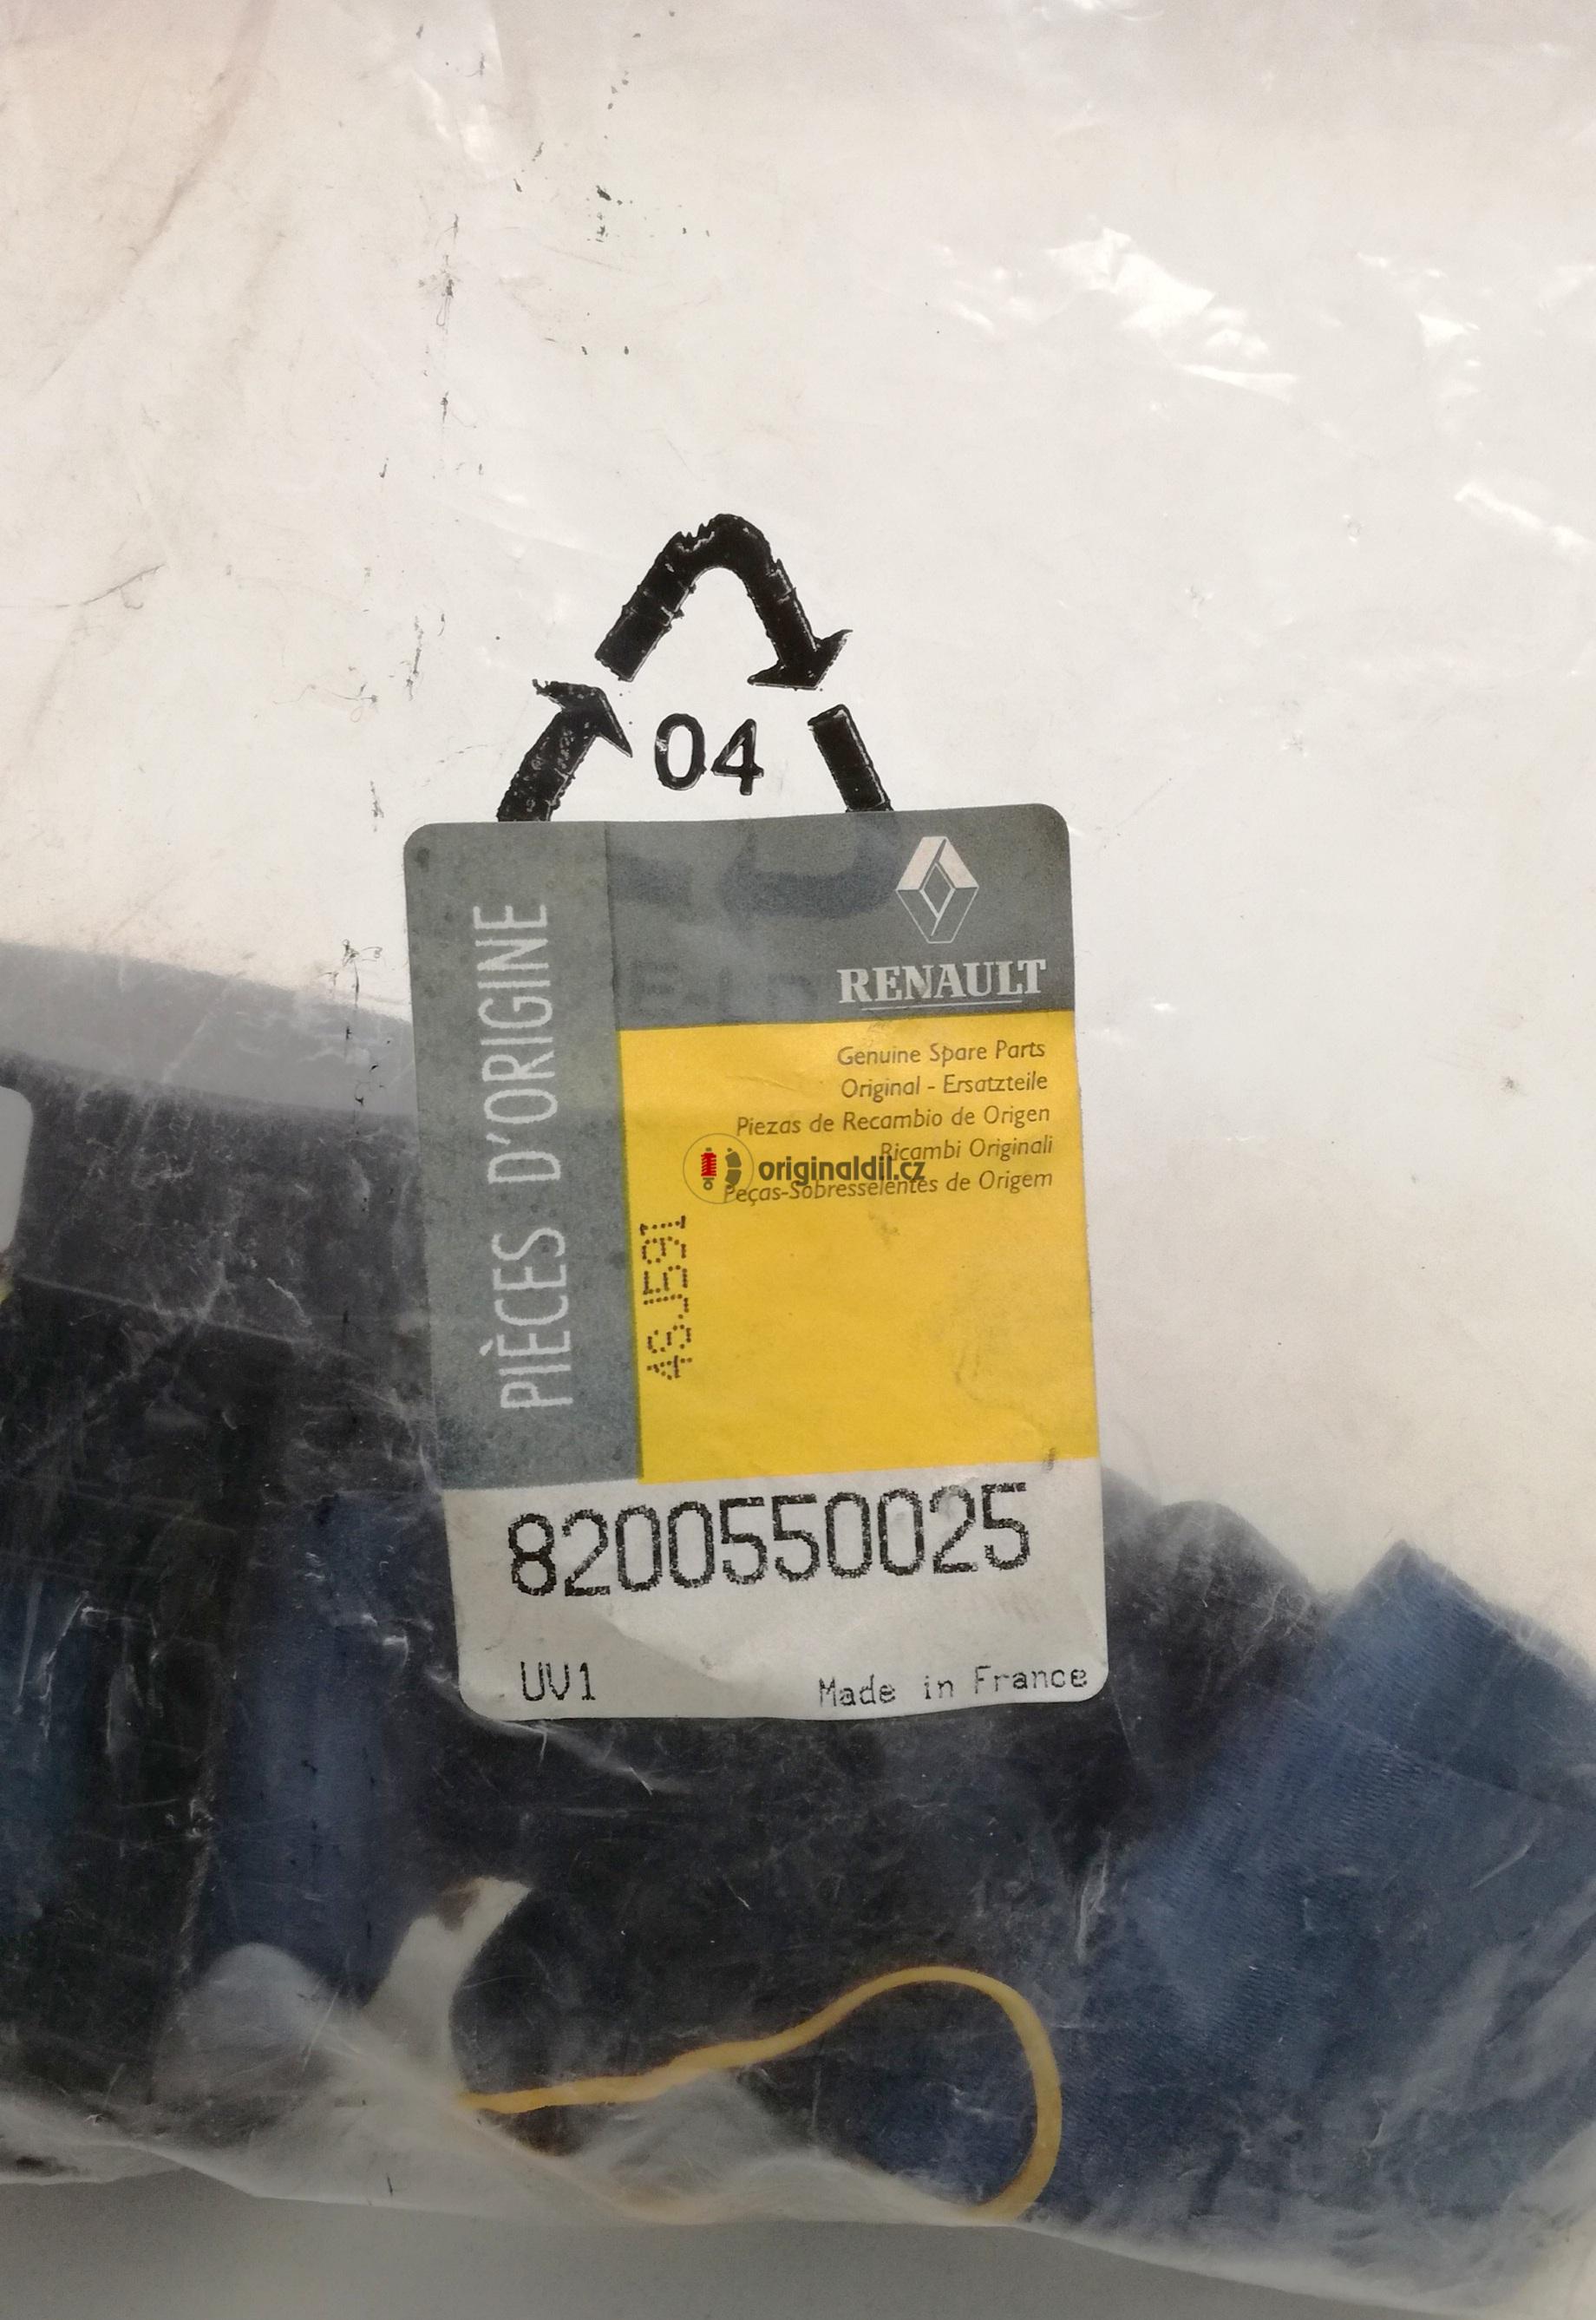 04
RENAULT
PIÈCES D'ORIGINE
Genuine Spare Parts
Original - Ersatzteile
Piezas de Recambio de Origen
Ricambi Originali
Peças-Sobresselentes de Origem
originaldil.cz
8200550025
UV1
Made in France